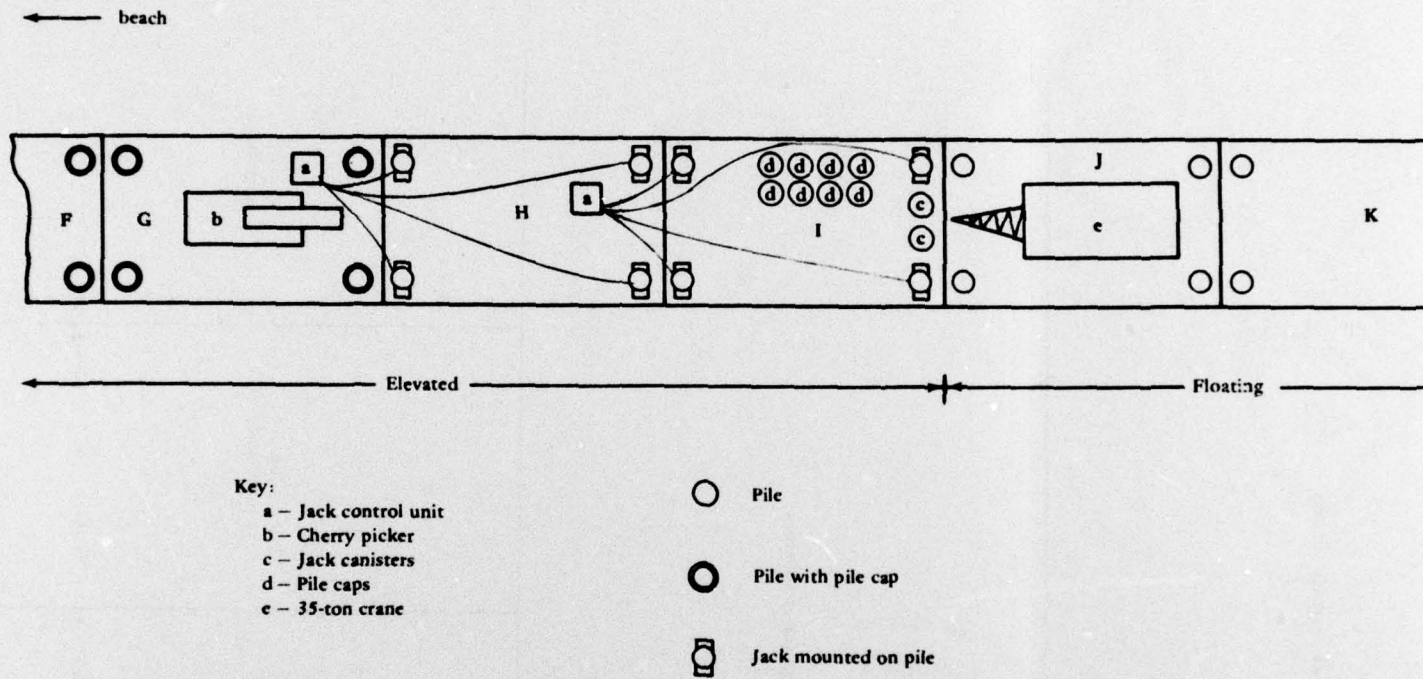 beach
a
d d d d
J
d d d d
F
G
b
H
a
c
I
e
K
c
Elevated
Floating
Key:
a – Jack control unit
b – Cherry picker
c – Jack canisters
d – Pile caps
e – 35-ton crane
Pile
Pile with pile cap
Jack mounted on pile